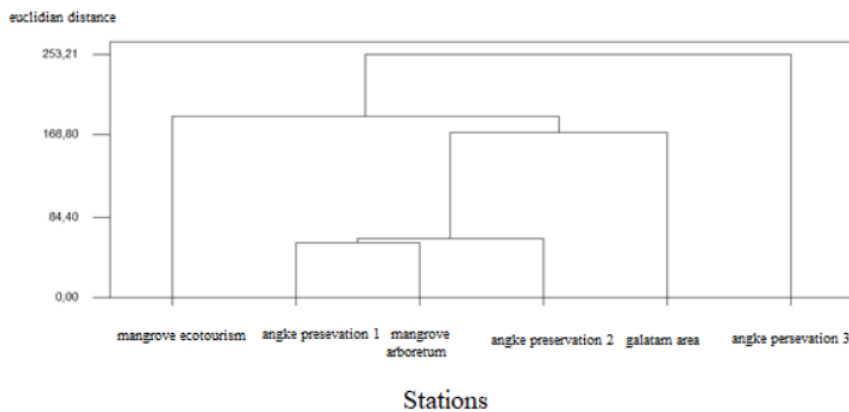 euclidian distance
253,21
168,80
84,40
0,00
mangrove ecotourism
angke presevation 1
mangrove
arboretum
angke preservation 2
galatam area
angke persevation 3
Stations